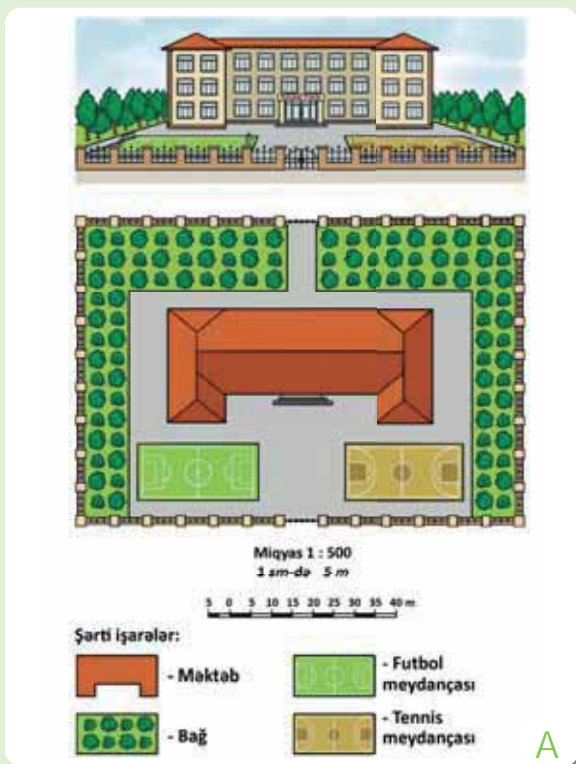 Miqyas 1 : 500
1 sm-də 5 m
5 0 5 10 15 20 25 30 35 40 m
Şərti işarələr:
- Məktəb
- Futbol
meydançası
- Bağ
- Tennis
meydançası
A